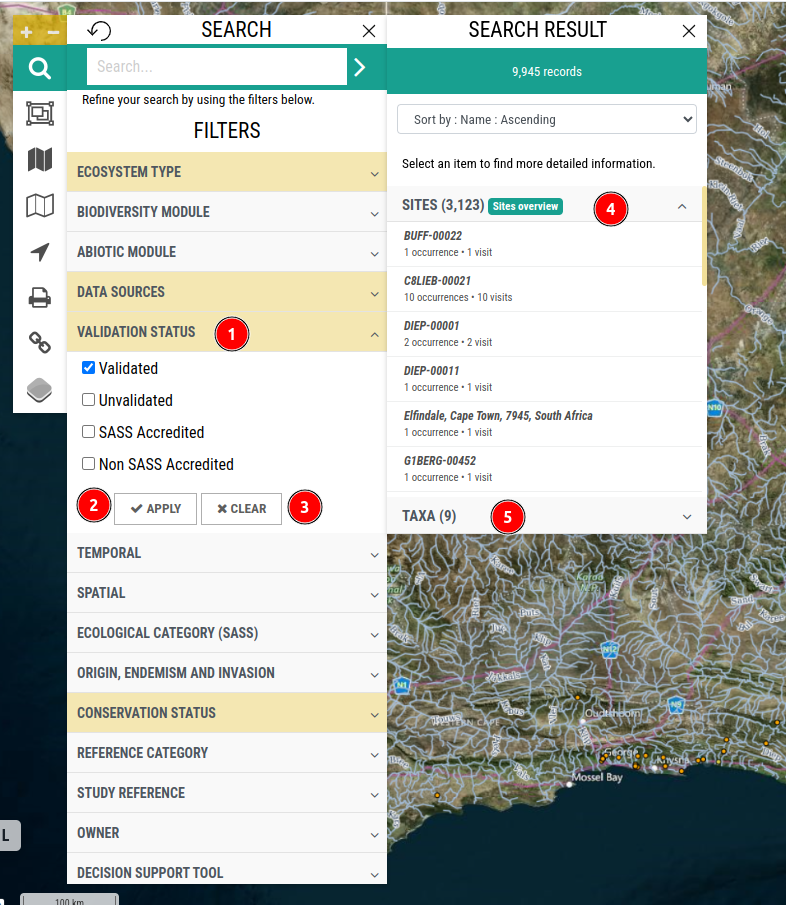 SEARCH
Search...
Refine your search by using the filters below.
FILTERS
ECOSYSTEM TYPE
BIODIVERSITY MODULE
ABIOTIC MODULE
DATA SOURCES
VALIDATION STATUS
1
Validated
Unvalidated
SASS Accredited
Non SASS Accredited
2
APPLY
CLEAR
3
TEMPORAL
SPATIAL
ECOLOGICAL CATEGORY (SASS)
ORIGIN, ENDEMISM AND INVASION
CONSERVATION STATUS
REFERENCE CATEGORY
STUDY REFERENCE
OWNER
DECISION SUPPORT TOOL
SEARCH RESULT
9,945 records
Sort by : Name : Ascending
Select an item to find more detailed information.
SITES (3,123) Sites overview
4
BUFF-00022
1 occurrence • 1 visit
C8LIEB-00021
10 occurrences • 10 visits
DIEP-00001
2 occurrence • 2 visit
DIEP-00011
1 occurrence • 1 visit
Elfindale, Cape Town, 7945, South Africa
1 occurrence • 1 visit
G1BERG-00452
1 occurrence • 1 visit
TAXA (9)
5
N10
Karoo
N12
N1
N9
Oudtshoorn
George
Knysna
Mossel Bay
L
100 km